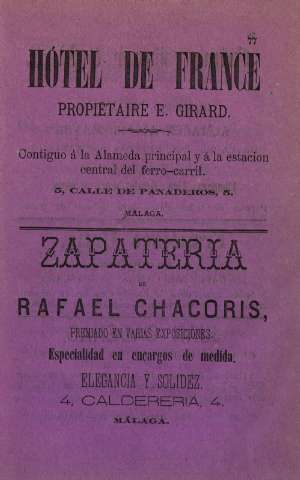 77
HÓTEL DE FRANCE
PROPIÉTAIRE E. GIRARD.
Contiguo á la Alameda principal y á la estacion
central del ferro-carril.
5, CALLE DE PANADEROS, 5.
MÁLAGA.
ZAPATERIA
DE
RAFAEL CHACORIS,
PREMIADO EN VARIAS EXPOSICIONES.
Especialidad en encargos de medida.
ELEGANCIA Y SOLIDEZ.
4, CALDERERIA, 4.
MÁLAGA.